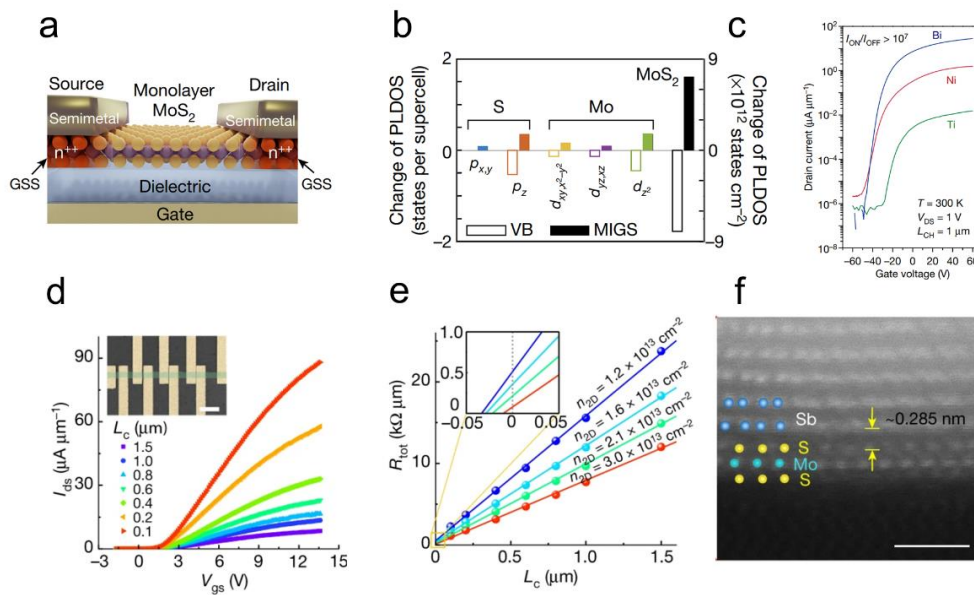 a
Source
Monolayer
MoS2
Drain
Semimetal
Semimetal
n++
n++
GSS
GSS
Dielectric
Gate
b
Change of PLDOS
(states per supercell)
2
0
−2
S
Mo
MoS2
px,y
pz
dxy,x²−y²
dyz,xz
dz²
VB
MIGS
9
0
−9
Change of PLDOS
(×10¹² states cm⁻²)
c
ION/IOFF > 10⁷
Bi
Ni
Ti
Drain current (μA μm⁻¹)
10²
10⁰
10⁻²
10⁻⁴
10⁻⁶
10⁻⁸
T = 300 K
VDS = 1 V
LCH = 1 μm
−60 −40 −20 0 20 40 60
Gate voltage (V)
d
Ids (μA μm⁻¹)
90
60
30
0
Lc (μm)
1.5
1.0
0.8
0.6
0.4
0.2
0.1
−3 0 3 6 9 12 15
Vgs (V)
e
Rtot (kΩ μm)
20
10
0
1.0
0.5
0
−0.05 0 0.05
n2D = 1.2 × 10¹³ cm⁻²
n2D = 1.6 × 10¹³ cm⁻²
n2D = 2.1 × 10¹³ cm⁻²
n2D = 3.0 × 10¹³ cm⁻²
0 0.5 1.0 1.5
Lc (μm)
f
Sb
~0.285 nm
S
Mo
S